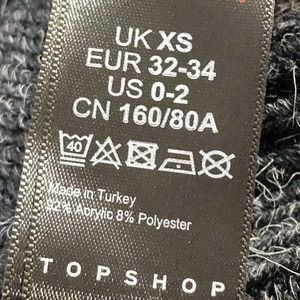 UK XS
EUR 32-34
US 0-2
CN 160/80A
40
Made in Turkey
92% Acrylic 8% Polyester
TOPSHOP